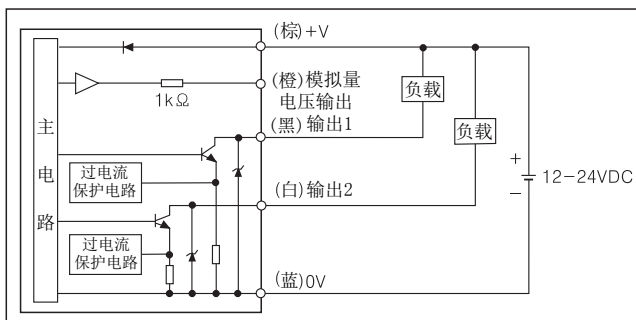 (棕)+V
(橙)模拟量
电压输出
1kΩ
(黑)输出1
负载
负载
主电路
过电流
保护电路
(白)输出2
+
12-24VDC
−
过电流
保护电路
(蓝)0V